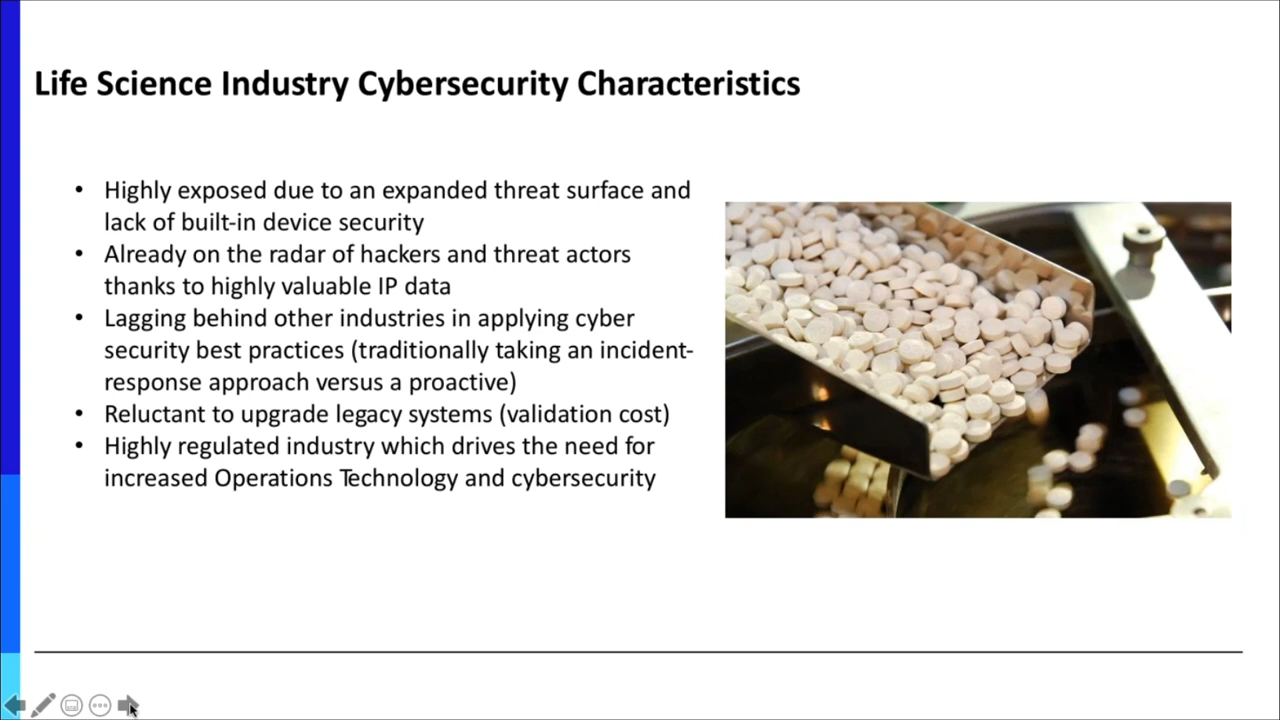 Life Science Industry Cybersecurity Characteristics
• Highly exposed due to an expanded threat surface and
lack of built-in device security
• Already on the radar of hackers and threat actors
thanks to highly valuable IP data
• Lagging behind other industries in applying cyber
security best practices (traditionally taking an incident-
response approach versus a proactive)
• Reluctant to upgrade legacy systems (validation cost)
• Highly regulated industry which drives the need for
increased Operations Technology and cybersecurity